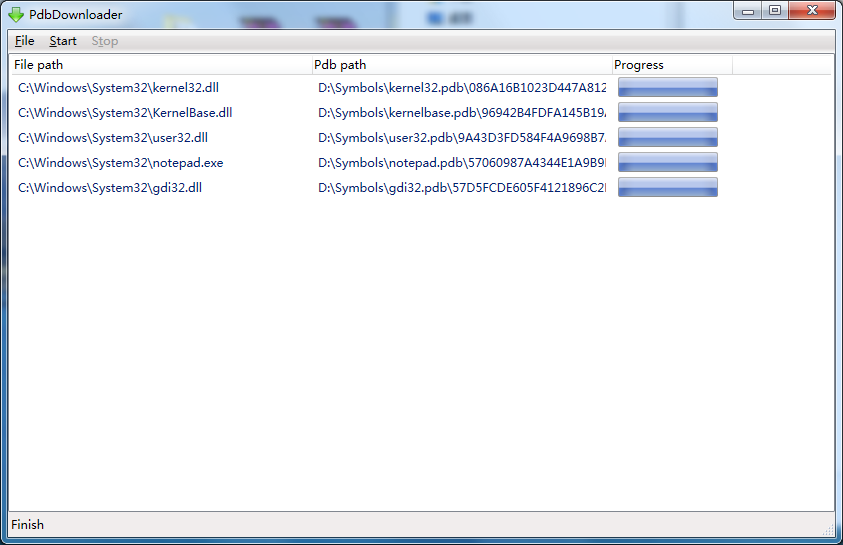 PdbDownloader
File Start Stop
File path Pdb path Progress
C:\Windows\System32\kernel32.dll D:\Symbols\kernel32.pdb\086A16B1023D447A812
C:\Windows\System32\KernelBase.dll D:\Symbols\kernelbase.pdb\96942B4FDFA145B19
C:\Windows\System32\user32.dll D:\Symbols\user32.pdb\9A43D3FD584F4A9698B7
C:\Windows\System32\notepad.exe D:\Symbols\notepad.pdb\57060987A4344E1A9B9
C:\Windows\System32\gdi32.dll D:\Symbols\gdi32.pdb\57D5FCDE605F4121896C2
Finish